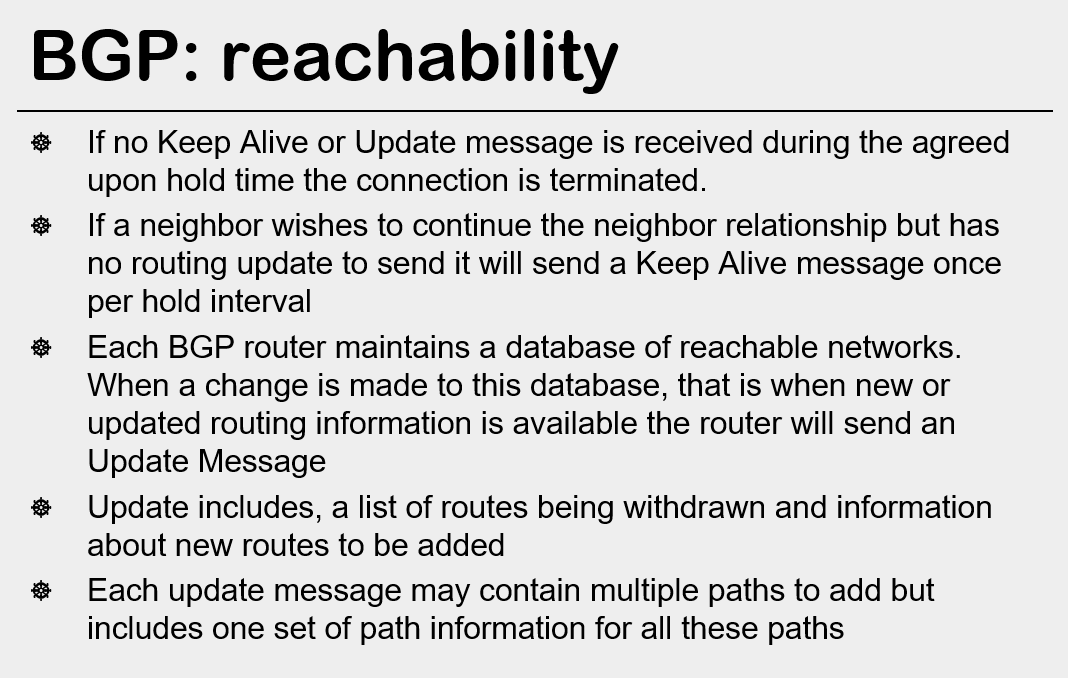 BGP: reachability
If no Keep Alive or Update message is received during the agreed
upon hold time the connection is terminated.
If a neighbor wishes to continue the neighbor relationship but has
no routing update to send it will send a Keep Alive message once
per hold interval
Each BGP router maintains a database of reachable networks.
When a change is made to this database, that is when new or
updated routing information is available the router will send an
Update Message
Update includes, a list of routes being withdrawn and information
about new routes to be added
Each update message may contain multiple paths to add but
includes one set of path information for all these paths